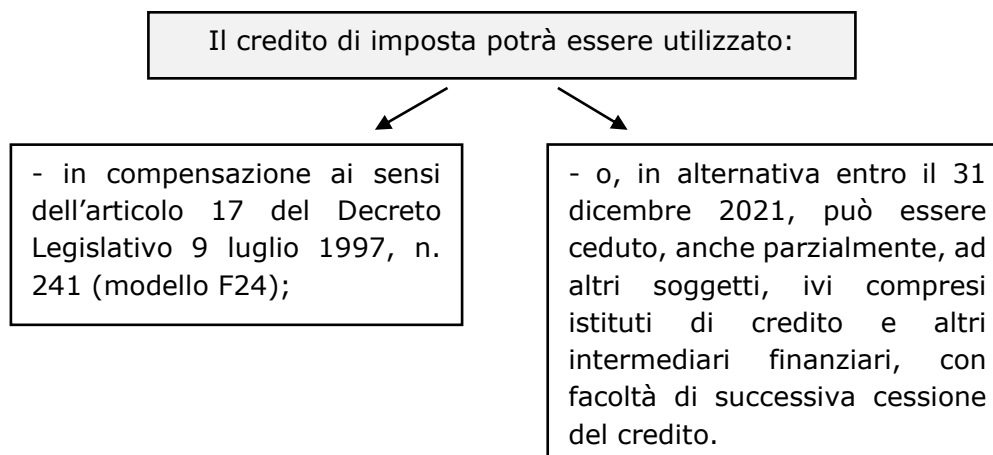 Il credito di imposta potrà essere utilizzato:
- in compensazione ai sensi
dell’articolo 17 del Decreto
Legislativo 9 luglio 1997, n.
241 (modello F24);
- o, in alternativa entro il 31
dicembre 2021, può essere
ceduto, anche parzialmente, ad
altri soggetti, ivi compresi
istituti di credito e altri
intermediari finanziari, con
facoltà di successiva cessione
del credito.